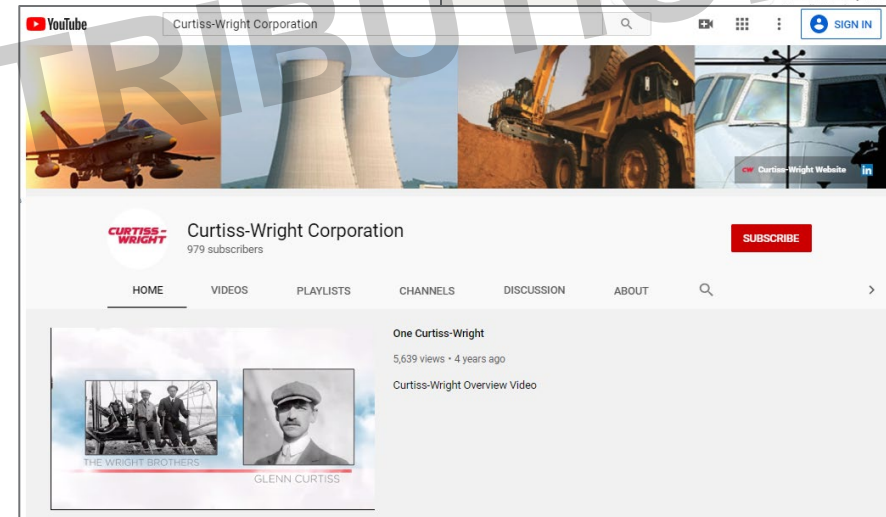 TRIBUTION
YouTube
Curtiss-Wright Corporation
SIGN IN
CW Curtiss-Wright Website
in
CURTISS-
WRIGHT
Curtiss-Wright Corporation
979 subscribers
SUBSCRIBE
HOME VIDEOS PLAYLISTS CHANNELS DISCUSSION ABOUT
One Curtiss-Wright
5,639 views • 4 years ago
Curtiss-Wright Overview Video
THE WRIGHT BROTHERS
GLENN CURTISS